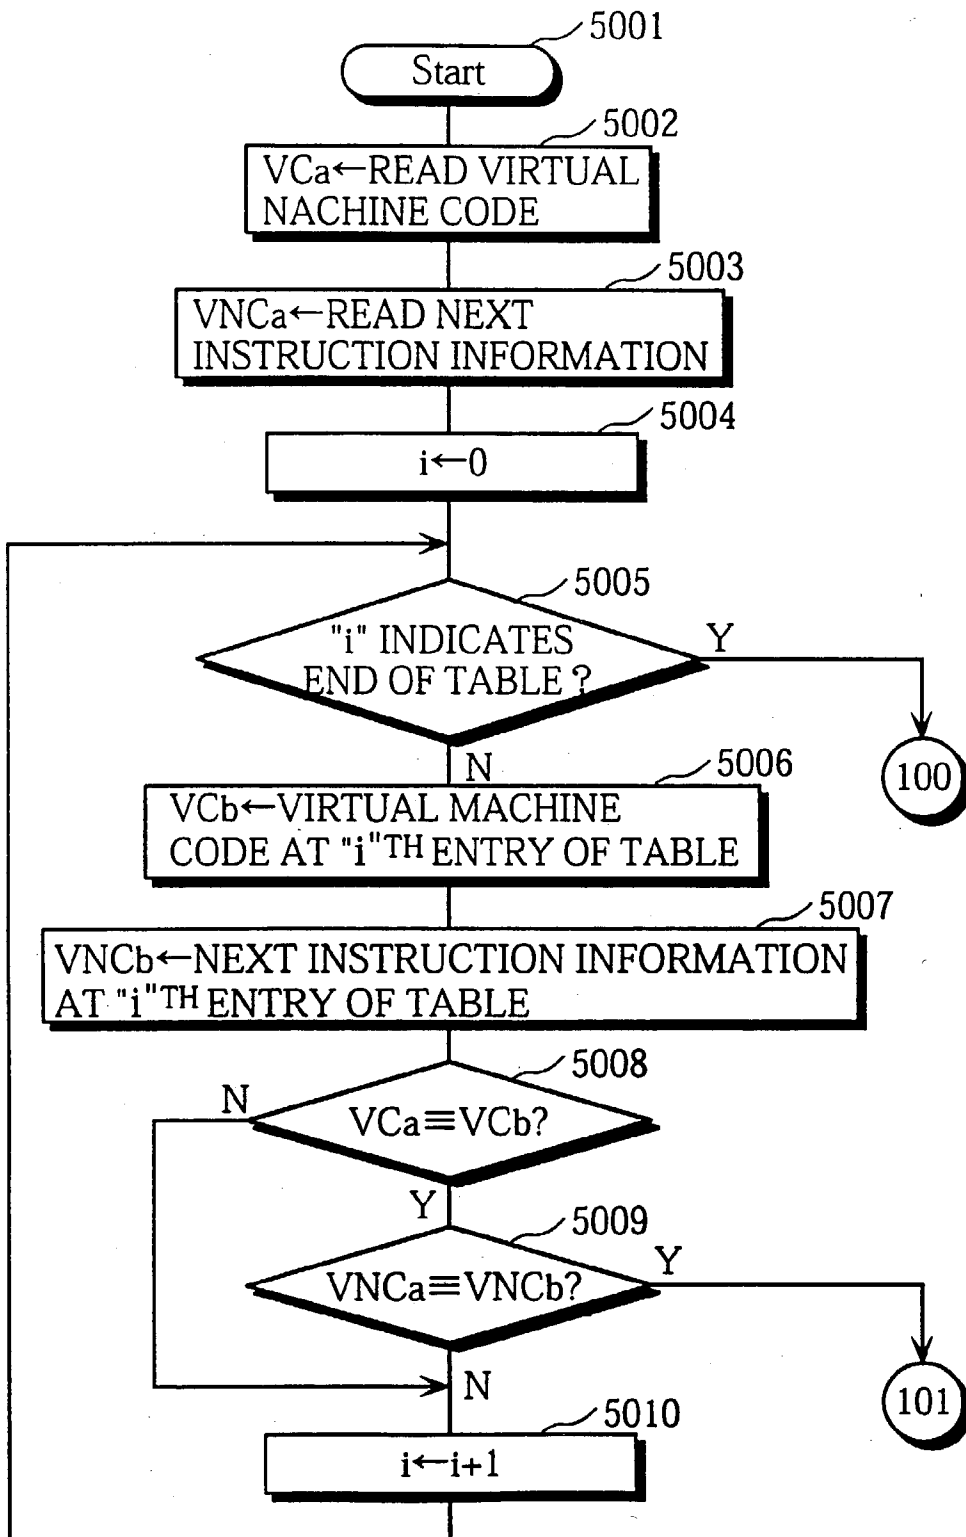 5001
Start
5002
VCa←READ VIRTUAL
NACHINE CODE
5003
VNCa←READ NEXT
INSTRUCTION INFORMATION
5004
i←0
5005
"i" INDICATES
END OF TABLE ?
Y
100
N
5006
VCb←VIRTUAL MACHINE
CODE AT "i"TH ENTRY OF TABLE
5007
VNCb←NEXT INSTRUCTION INFORMATION
AT "i"TH ENTRY OF TABLE
5008
N
VCa≡VCb?
Y
5009
VNCa≡VNCb?
Y
101
N
5010
i←i+1